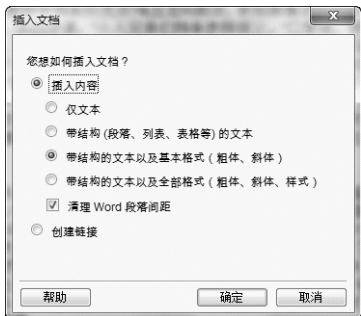 插入文档
您想如何插入文档？
插入内容
仅文本
带结构 (段落、列表、表格等) 的文本
带结构的文本以及基本格式 ( 粗体、斜体 )
带结构的文本以及全部格式 ( 粗体、斜体、样式 )
清理 Word 段落间距
创建链接
帮助 确定 取消